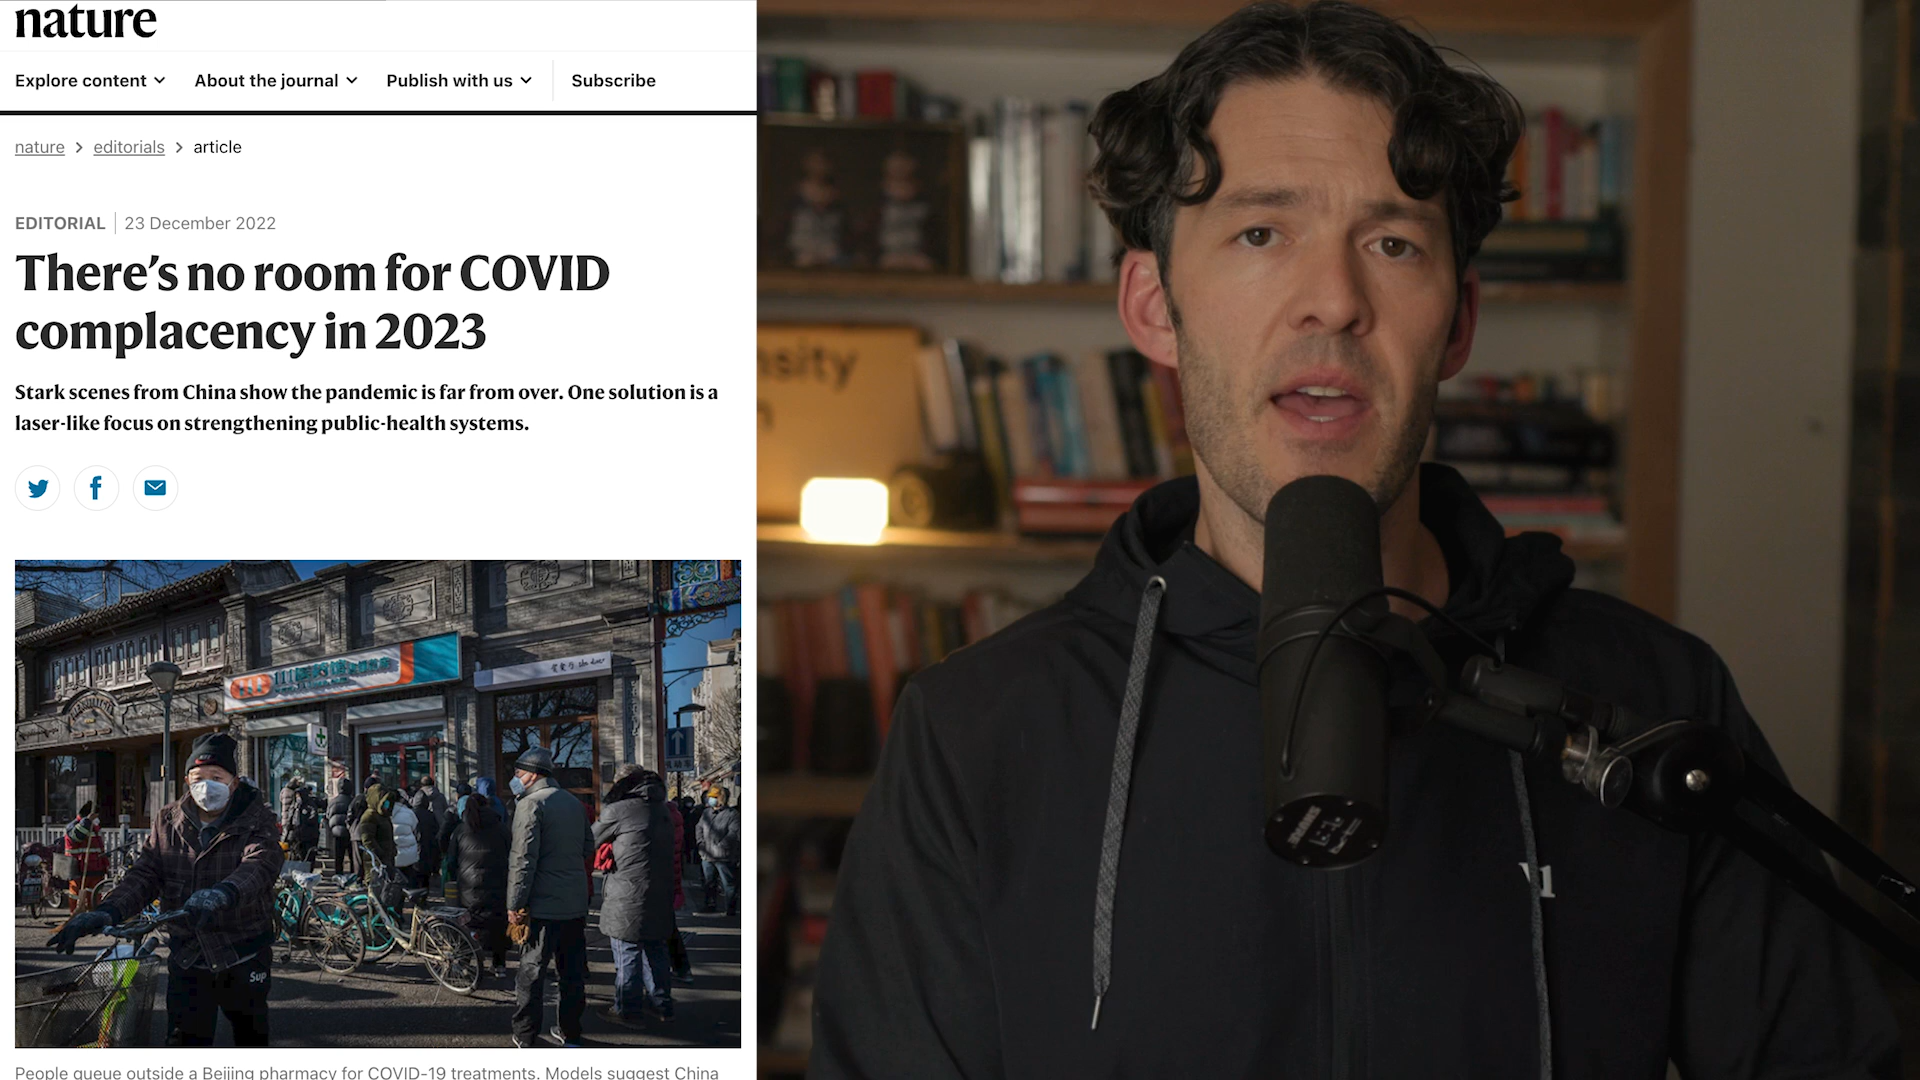 nature
Explore content About the journal Publish with us Subscribe
nature > editorials > article
EDITORIAL | 23 December 2022
There’s no room for COVID
complacency in 2023
Stark scenes from China show the pandemic is far from over. One solution is a
laser-like focus on strengthening public-health systems.
Sup
People queue outside a Beijing pharmacy for COVID-19 treatments. Models suggest China
nsity
n